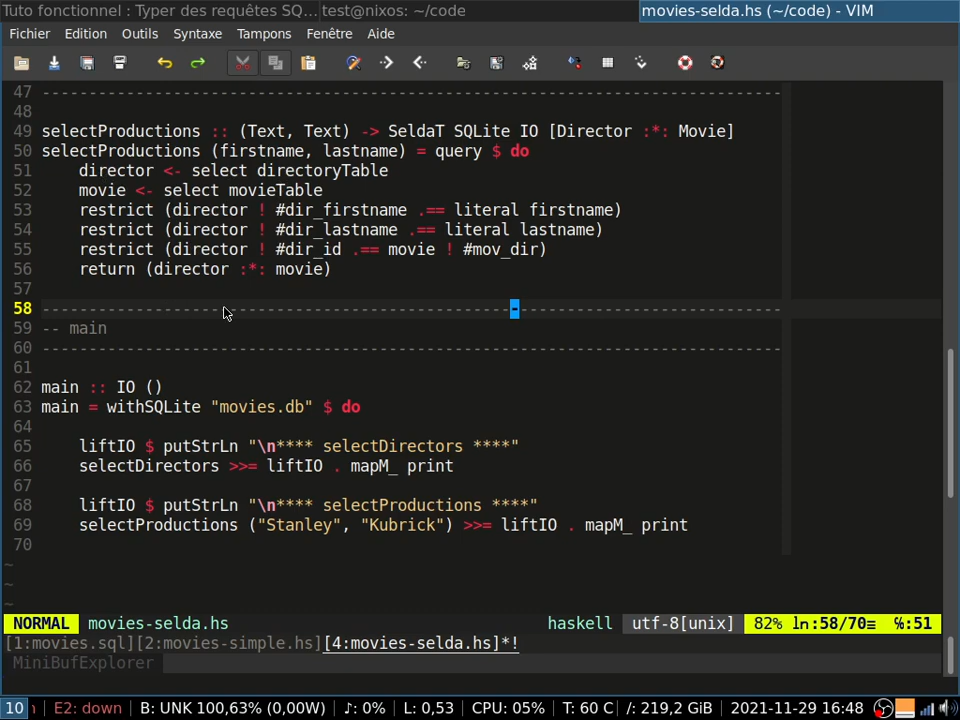 Tuto fonctionnel : Typer des requêtes SQ... test@nixos: ~/code movies-selda.hs (~/code) - VIM
Fichier Edition Outils Syntaxe Tampons Fenêtre Aide
47 -------------------------------------------------------------------------------
48
49 selectProductions :: (Text, Text) -> SeldaT SQLite IO [Director :*: Movie]
50 selectProductions (firstname, lastname) = query $ do
51     director <- select directoryTable
52     movie <- select movieTable
53     restrict (director ! #dir_firstname .== literal firstname)
54     restrict (director ! #dir_lastname .== literal lastname)
55     restrict (director ! #dir_id .== movie ! #mov_dir)
56     return (director :*: movie)
57
58 -------------------------------------------------------------------------------
59 -- main
60 -------------------------------------------------------------------------------
61
62 main :: IO ()
63 main = withSQLite "movies.db" $ do
64
65     liftIO $ putStrLn "\n**** selectDirectors ****"
66     selectDirectors >>= liftIO . mapM_ print
67
68     liftIO $ putStrLn "\n**** selectProductions ****"
69     selectProductions ("Stanley", "Kubrick") >>= liftIO . mapM_ print
70
~
~
~
NORMAL movies-selda.hs haskell utf-8[unix] 82% ln:58/70≡ ℅:51
[1:movies.sql][2:movies-simple.hs][4:movies-selda.hs]*!
MiniBufExplorer
10 E2: down B: UNK 100,63% (0,00W) ♪: 0% L: 0,53 CPU: 05% T: 60 C /: 219,2 GiB 2021-11-29 16:48